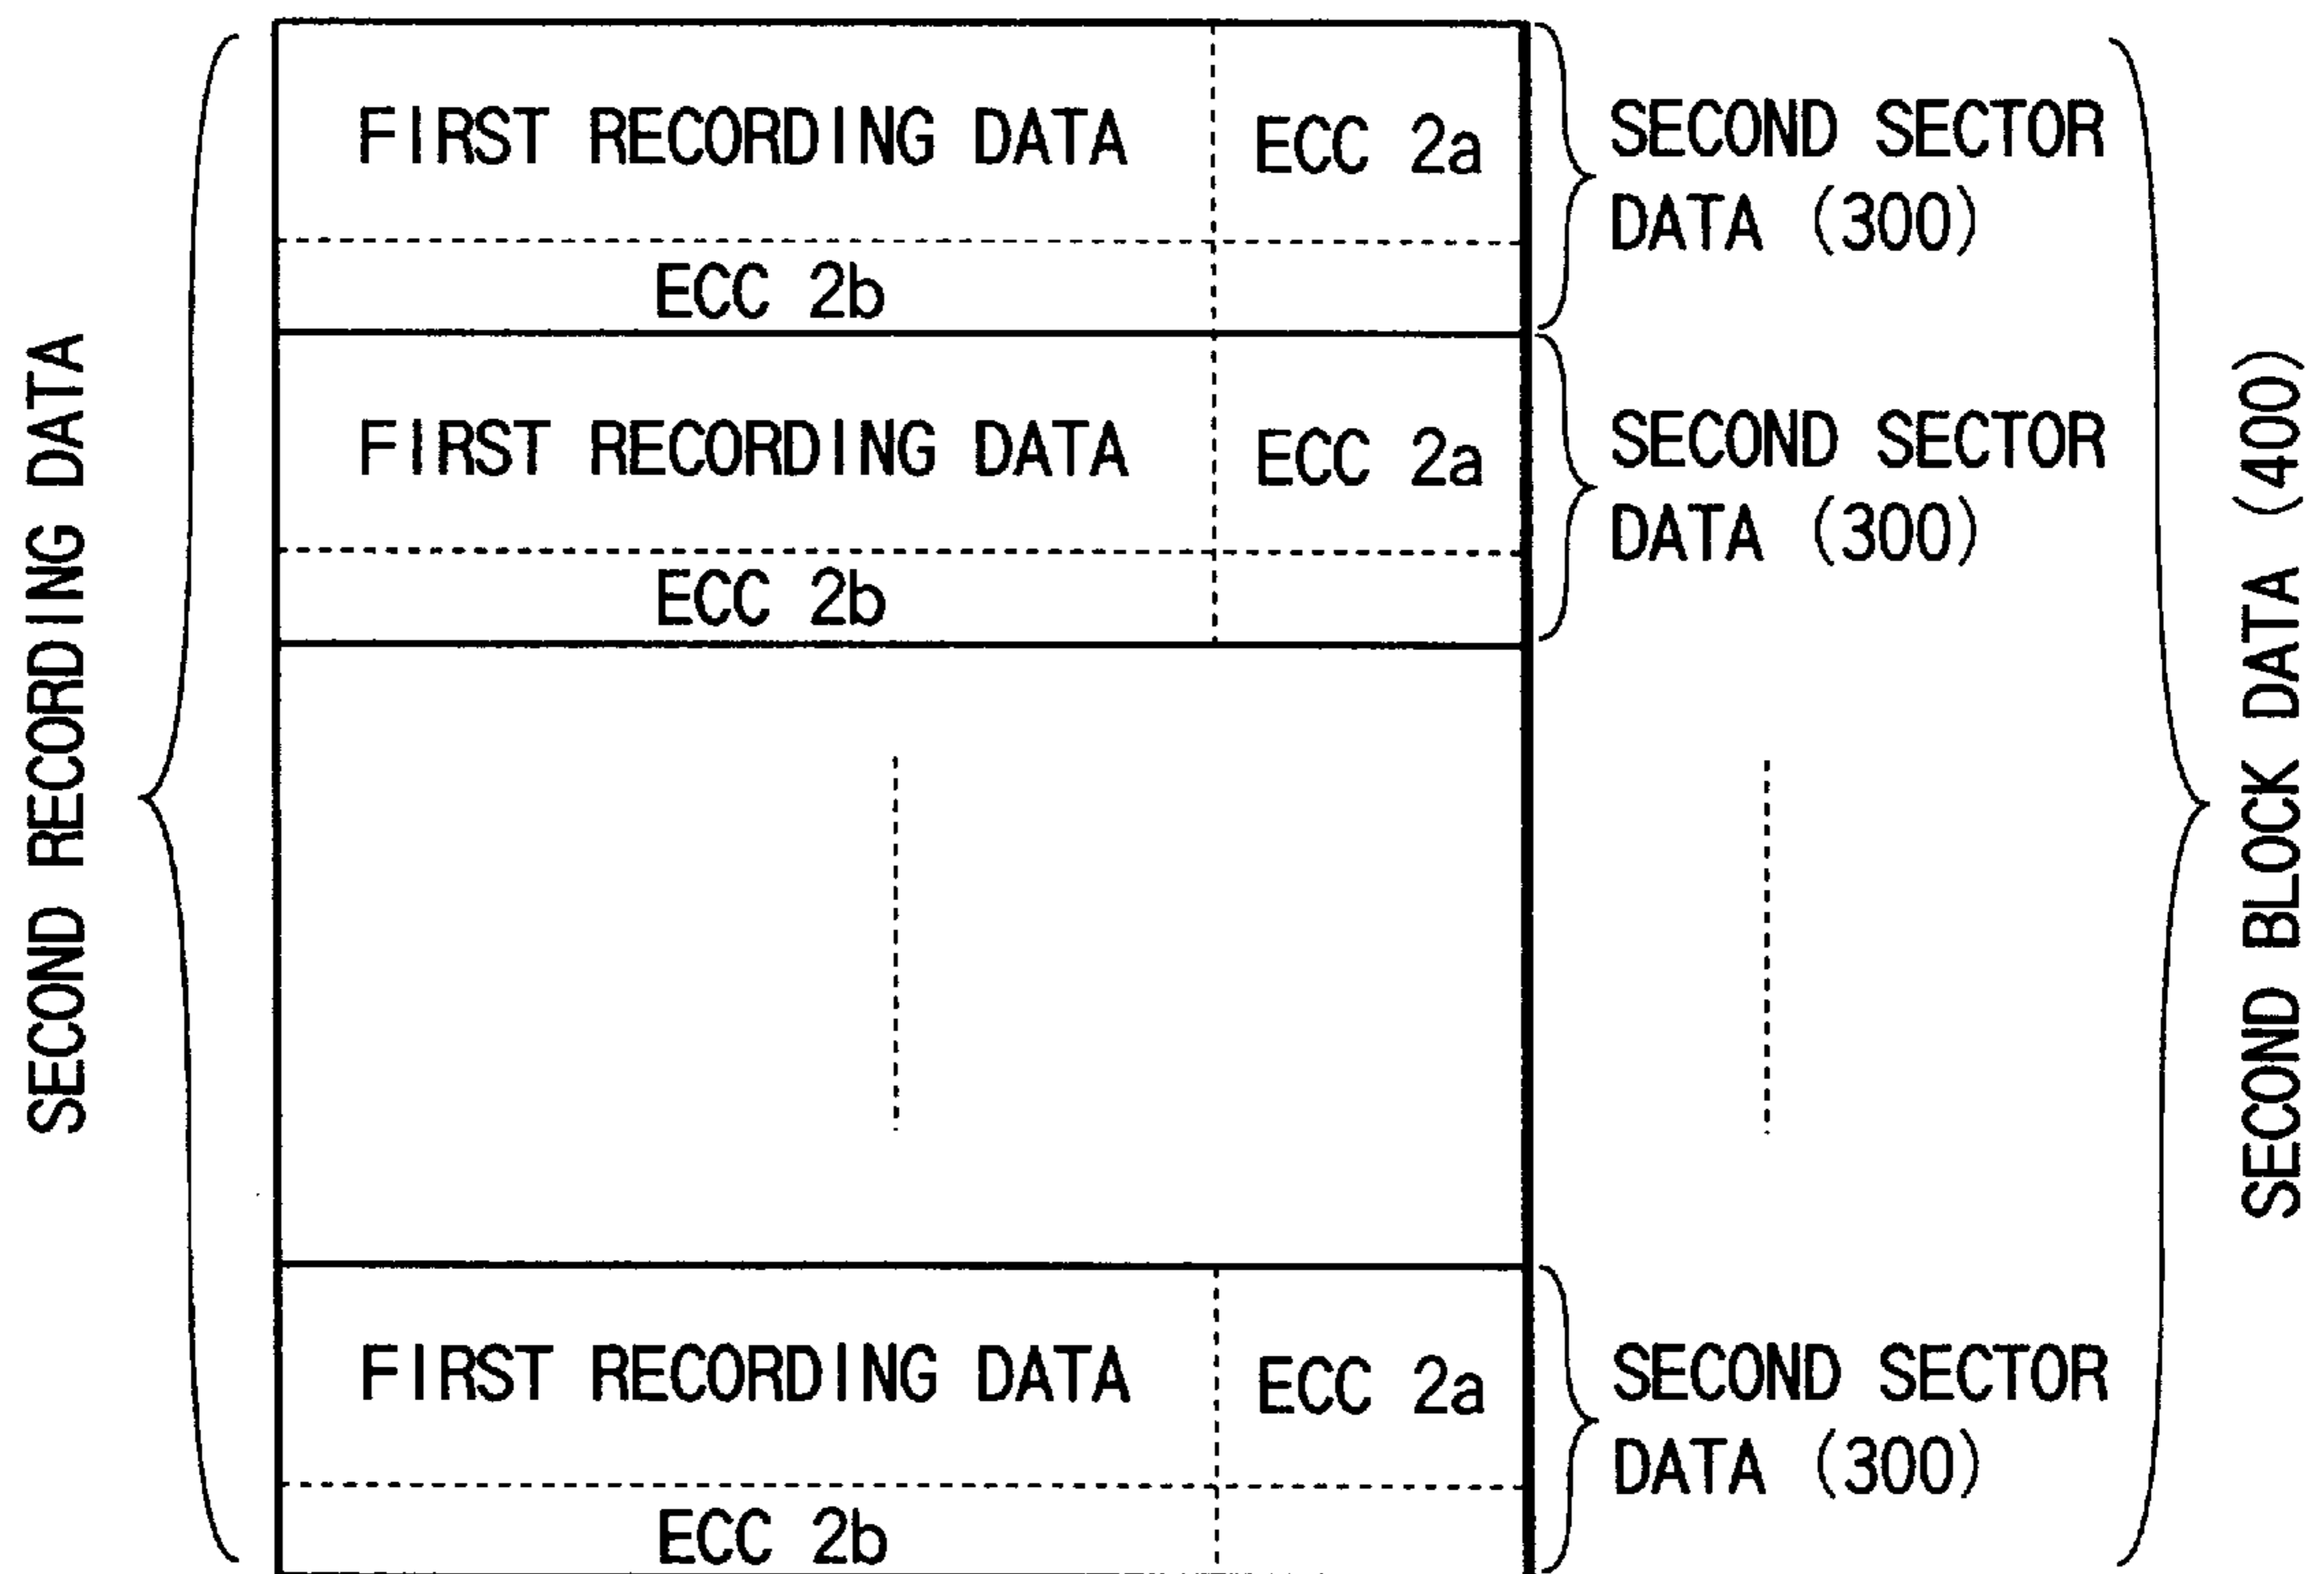 SECOND RECORDING DATA
FIRST RECORDING DATA
ECC 2a
ECC 2b
SECOND SECTOR
DATA (300)
FIRST RECORDING DATA
ECC 2a
ECC 2b
SECOND SECTOR
DATA (300)
FIRST RECORDING DATA
ECC 2a
ECC 2b
SECOND SECTOR
DATA (300)
SECOND BLOCK DATA (400)